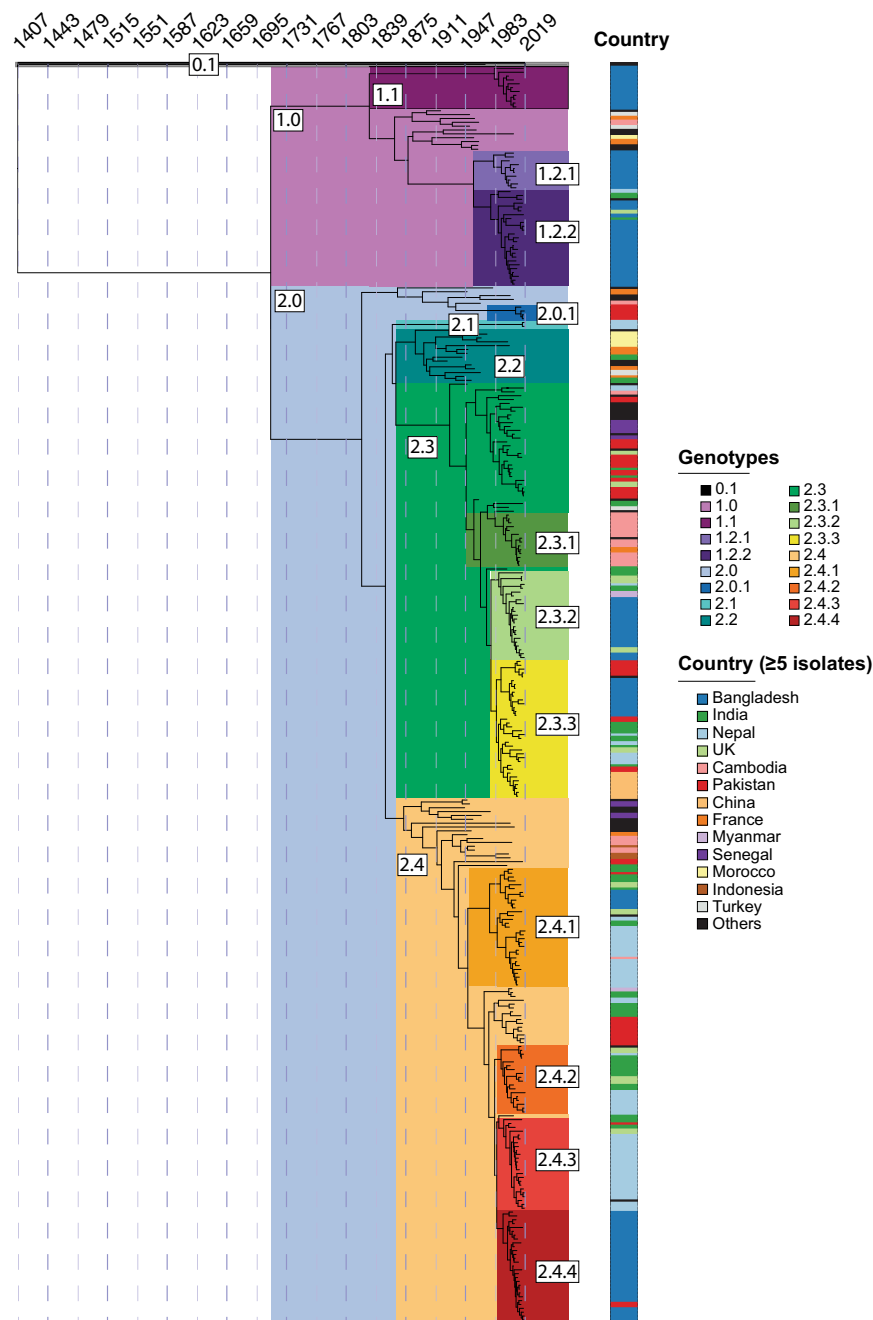 1407 1443 1479 1515 1551 1587 1623 1659 1695 1731 1767 1803 1839 1875 1911 1947 1983 2019
Country
0.1
1.1
1.0
1.2.1
1.2.2
2.0
2.0.1
2.1
2.2
2.3
2.3.1
2.3.2
2.3.3
2.4
2.4.1
2.4.2
2.4.3
2.4.4
Genotypes
0.1 2.3
1.0 2.3.1
1.1 2.3.2
1.2.1 2.3.3
1.2.2 2.4
2.0 2.4.1
2.0.1 2.4.2
2.1 2.4.3
2.2 2.4.4
Country (≥5 isolates)
Bangladesh
India
Nepal
UK
Cambodia
Pakistan
China
France
Myanmar
Senegal
Morocco
Indonesia
Turkey
Others